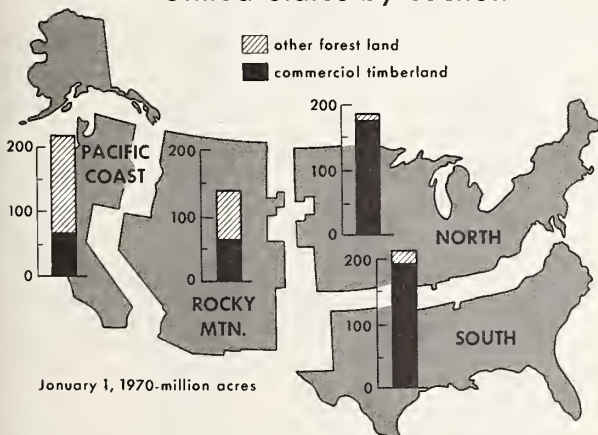 United States by section
other forest land
commerciol timberland
200
100
0
PACIFIC
COAST
200
100
0
ROCKY
MTN.
200
100
0
NORTH
200
100
0
SOUTH
Jonuary 1, 1970-million acres